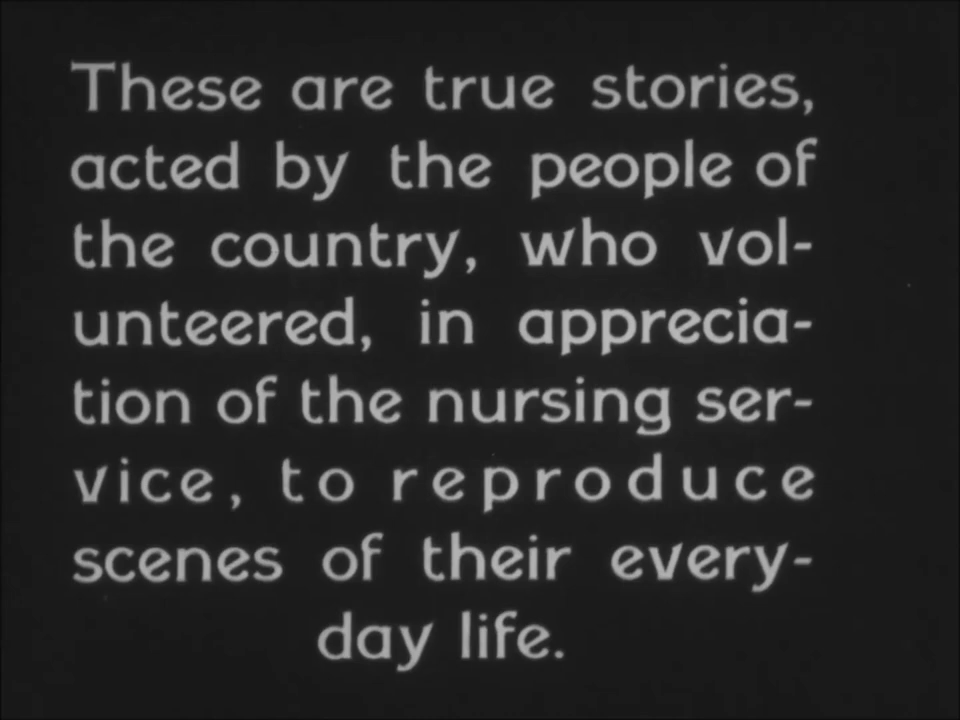 These are true stories,
acted by the people of
the country, who vol-
unteered, in apprecia-
tion of the nursing ser-
vice, to reproduce
scenes of their every-
day life.